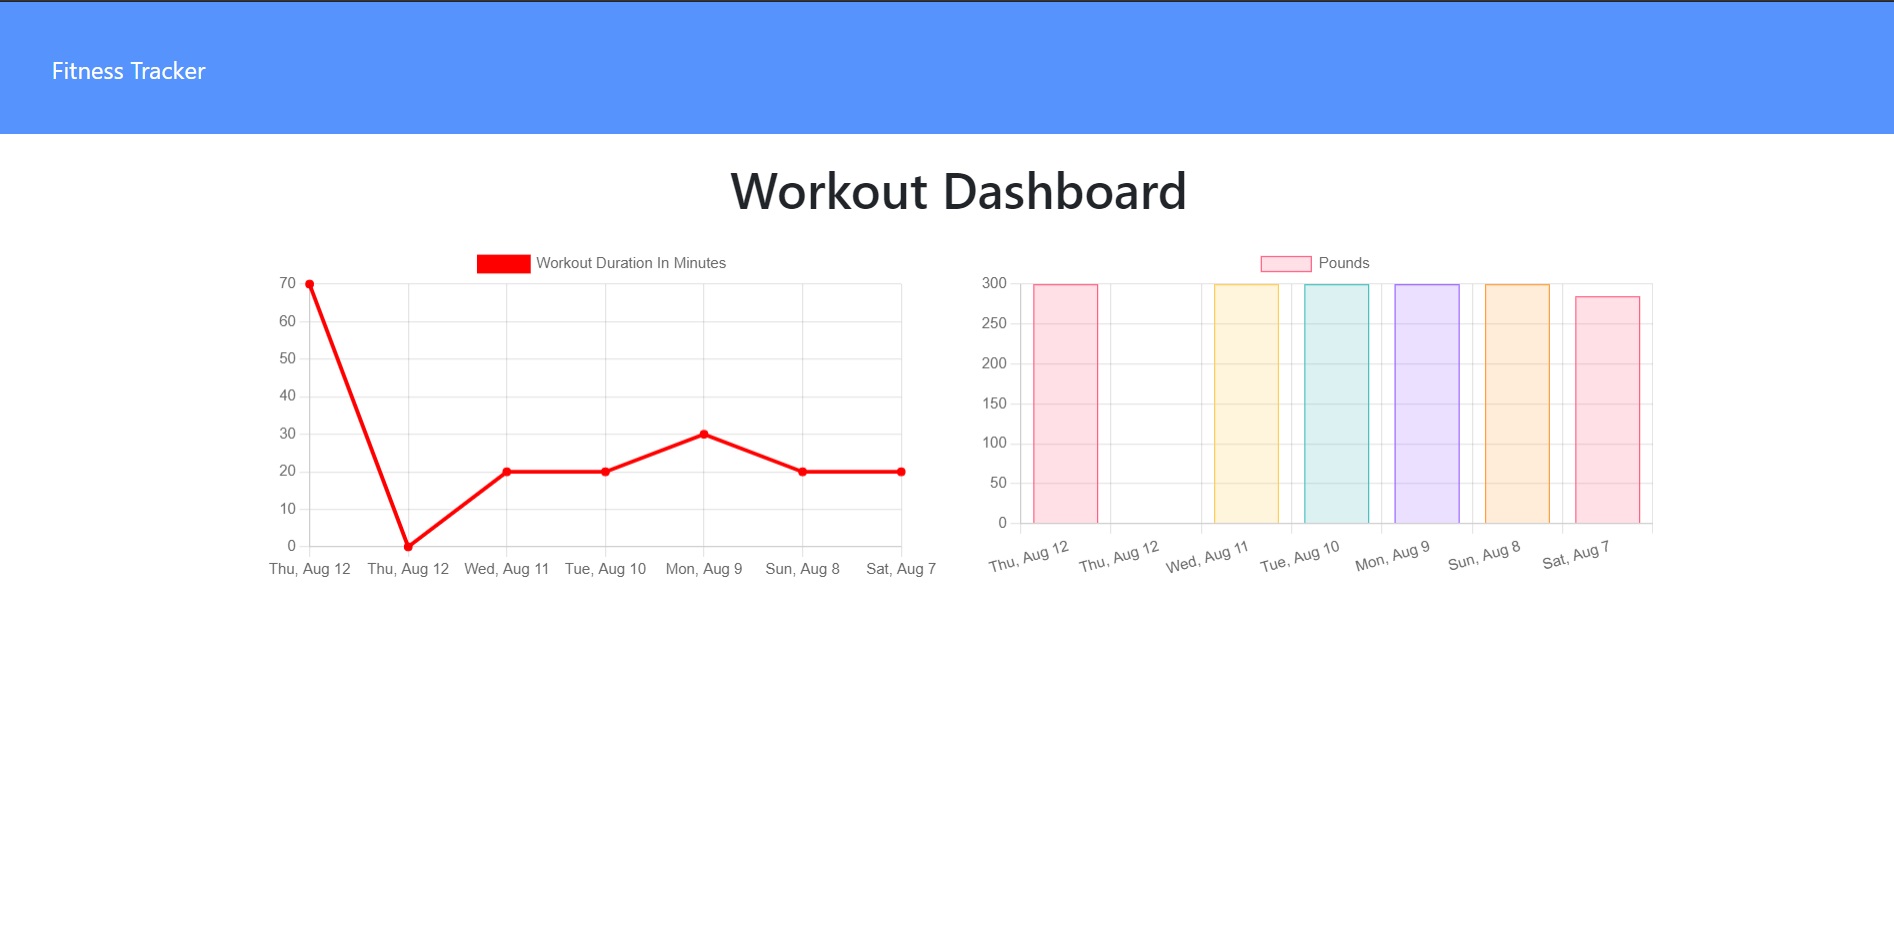 Fitness Tracker
Workout Dashboard
Workout Duration In Minutes
70
60
50
40
30
20
10
0
Thu, Aug 12 Thu, Aug 12 Wed, Aug 11 Tue, Aug 10 Mon, Aug 9 Sun, Aug 8 Sat, Aug 7
Pounds
300
250
200
150
100
50
0
Thu, Aug 12 Thu, Aug 12 Wed, Aug 11 Tue, Aug 10 Mon, Aug 9 Sun, Aug 8 Sat, Aug 7